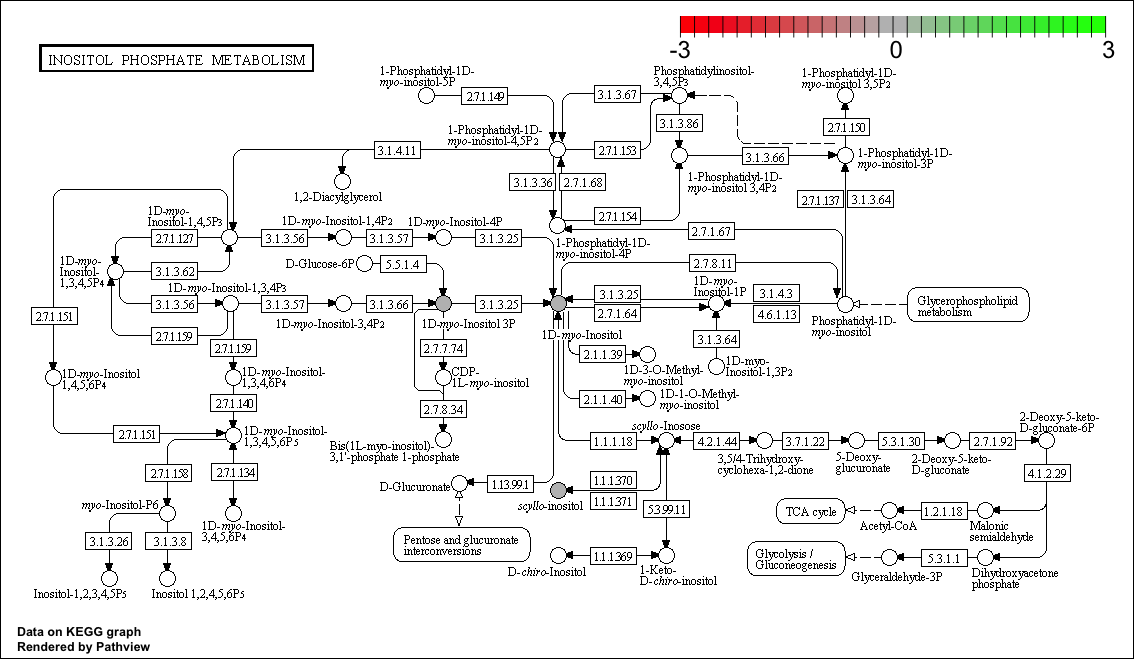 -3
0
3
INOSITOL PHOSPHATE METABOLISM
1-Phosphatidyl-1D-
myo-inositol-5P
2.7.1.149
3.1.3.67
Phosphatidylinositol-
3,4,5P3
1-Phosphatidyl-1D-
myo-inositol 3,5P2
3.1.3.86
2.7.1.150
1-Phosphatidyl-1D-
myo-inositol-4,5P2
3.1.4.11
2.7.1.153
3.1.3.66
1-Phosphatidyl-1D-
myo-inositol-3P
1,2-Diacylglycerol
3.1.3.36
2.7.1.68
1-Phosphatidyl-1D-
myo-inositol 3,4P2
2.7.1.137
3.1.3.64
2.7.1.154
1D-myo-
Inositol-1,4,5P3
1D-myo-Inositol-1,4P2
1D-myo-Inositol-4P
2.7.1.67
2.7.1.127
3.1.3.56
3.1.3.57
3.1.3.25
1-Phosphatidyl-1D-
myo-inositol-4P
1D-myo-
Inositol-
1,3,4,5P4
3.1.3.62
D-Glucose-6P
5.5.1.4
2.7.8.11
1D-myo-Inositol-1,3,4P3
1D-myo-
Inositol-1P
3.1.3.56
3.1.3.57
3.1.3.66
3.1.3.25
3.1.3.25
2.7.1.64
3.1.4.3
4.6.1.13
Glycerophospholipid
metabolism
2.7.1.151
1D-myo-Inositol-3,4P2
1D-myo-Inositol 3P
1D-myo-Inositol
Phosphatidyl-1D-
myo-inositol
2.7.1.159
2.7.1.159
2.7.7.74
2.1.1.39
3.1.3.64
1D-myo-Inositol
1,4,5,6P4
1D-myo-Inositol-
1,3,4,6P4
CDP-
1L-myo-inositol
1D-3-O-Methyl-
myo-inositol
1D-myo-
Inositol-1,3P2
2.7.1.140
2.7.8.34
2.1.1.40
1D-1-O-Methyl-
myo-inositol
2.7.1.151
1D-myo-Inositol-
1,3,4,5,6P5
Bis(1L-myo-inositol)-
3,1'-phosphate 1-phosphate
scyllo-Inosose
2-Deoxy-5-keto-
D-gluconate-6P
1.1.1.18
4.2.1.44
3.7.1.22
5.3.1.30
2.7.1.92
3,5/4-Trihydroxy-
cyclohexa-1,2-dione
5-Deoxy-
glucuronate
2-Deoxy-5-keto-
D-gluconate
2.7.1.158
2.7.1.134
4.1.2.29
D-Glucuronate
1.13.99.1
1.1.1.370
1.1.1.371
scyllo-inositol
myo-Inositol-P6
1D-myo-Inositol-
3,4,5,6P4
5.3.99.11
TCA cycle
Acetyl-CoA
1.2.1.18
Malonic
semialdehyde
3.1.3.26
3.1.3.8
Pentose and glucuronate
interconversions
D-chiro-Inositol
1.1.1.369
1-Keto-
D-chiro-inositol
Glycolysis /
Gluconeogenesis
Glyceraldehyde-3P
5.3.1.1
Dihydroxyacetone
phosphate
Inositol-1,2,3,4,5P5
Inositol 1,2,4,5,6P5
Data on KEGG graph
Rendered by Pathview